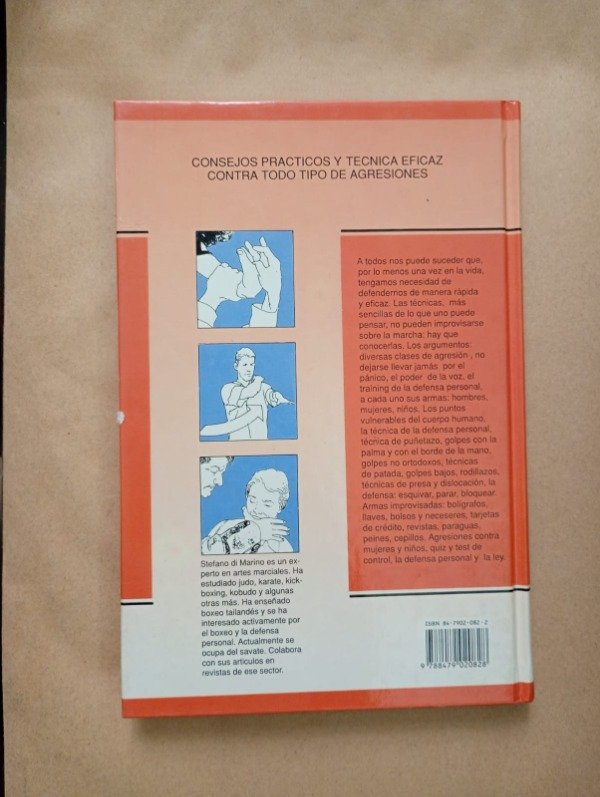 CONSEJOS PRACTICOS Y TECNICA EFICAZ
CONTRA TODO TIPO DE AGRESIONES
A todos nos puede suceder que,
por lo menos una vez en la vida,
tengamos necesidad de
defendernos de manera rápida
y eficaz. Las técnicas, más
sencillas de lo que uno puede
pensar, no pueden improvisarse
sobre la marcha: hay que
conocerlas. Los argumentos:
diversas clases de agresión , no
dejarse llevar jamás por el
pánico, el poder de la voz, el
training de la defensa personal,
a cada uno sus armas: hombres,
mujeres, niños. Los puntos
vulnerables del cuerpo humano,
la técnica de la defensa personal,
técnica de puñetazo, golpes con la
palma y con el borde de la mano,
golpes no ortodoxos, técnicas
de patada, golpes bajos, rodillazos,
técnicas de presa y dislocación, la
defensa: esquivar, parar, bloquear.
Armas improvisadas: bolígrafos,
llaves, bolsos y neceseres, tarjetas
de crédito, revistas, paraguas,
peines, cepillos. Agresiones contra
mujeres y niños, quiz y test de
control, la defensa personal y la ley.
Stefano di Marino es un ex-
perto en artes marciales. Ha
estudiado judo, karate, kick-
boxing, kobudo y algunas
otras más. Ha enseñado
boxeo tailandés y se ha
interesado activamente por
el boxeo y la defensa
personal. Actualmente se
ocupa del savate. Colabora
con sus artículos en
revistas de ese sector.
ISBN 84-7902-082-2
9 788479 020828